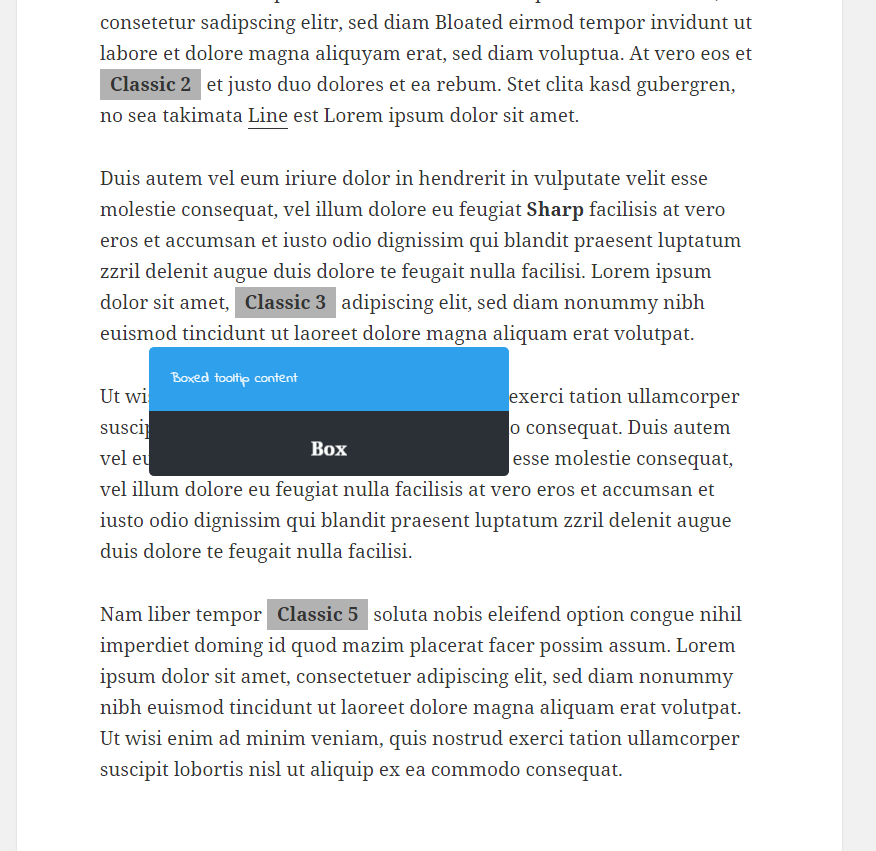 consetetur sadipscing elitr, sed diam Bloated eirmod tempor invidunt ut
labore et dolore magna aliquyam erat, sed diam voluptua. At vero eos et
Classic 2 et justo duo dolores et ea rebum. Stet clita kasd gubergren,
no sea takimata Line est Lorem ipsum dolor sit amet.
Duis autem vel eum iriure dolor in hendrerit in vulputate velit esse
molestie consequat, vel illum dolore eu feugiat Sharp facilisis at vero
eros et accumsan et iusto odio dignissim qui blandit praesent luptatum
zzril delenit augue duis dolore te feugait nulla facilisi. Lorem ipsum
dolor sit amet, Classic 3 adipiscing elit, sed diam nonummy nibh
euismod tincidunt ut laoreet dolore magna aliquam erat volutpat.
Boxed tooltip content
Ut exerci tation ullamcorper
consequat. Duis autem
Box
vel esse molestie consequat,
vel illum dolore eu feugiat nulla facilisis at vero eros et accumsan et
iusto odio dignissim qui blandit praesent luptatum zzril delenit augue
duis dolore te feugait nulla facilisi.
Nam liber tempor Classic 5 soluta nobis eleifend option congue nihil
imperdiet doming id quod mazim placerat facer possim assum. Lorem
ipsum dolor sit amet, consectetuer adipiscing elit, sed diam nonummy
nibh euismod tincidunt ut laoreet dolore magna aliquam erat volutpat.
Ut wisi enim ad minim veniam, quis nostrud exerci tation ullamcorper
suscipit lobortis nisl ut aliquip ex ea commodo consequat.